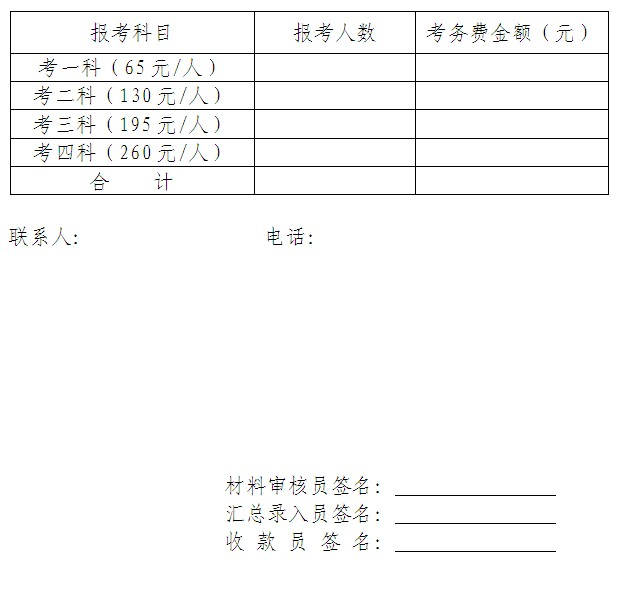 报考科目 报考人数 考务费金额（元）
考一科（65元/人）
考二科（130元/人）
考三科（195元/人）
考四科（260元/人）
合 计
联系人： 电话：
材料审核员签名：
汇总录入员签名：
收 款 员 签 名：